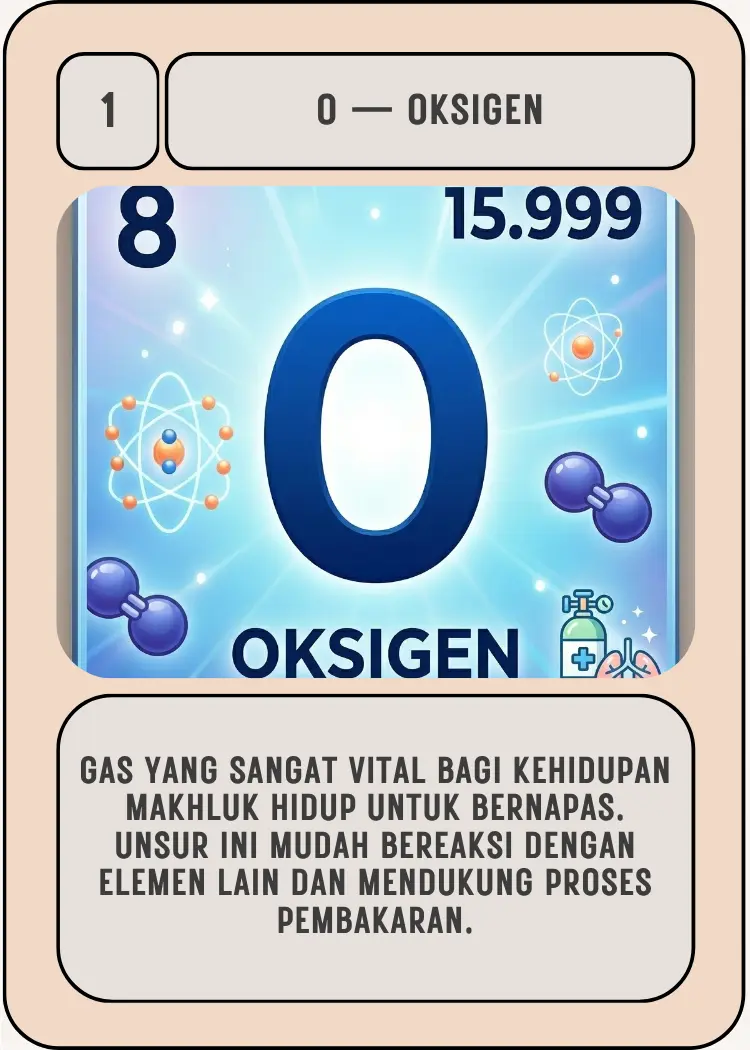 1
O — OKSIGEN
8
15.999
O
OKSIGEN
GAS YANG SANGAT VITAL BAGI KEHIDUPAN
MAKHLUK HIDUP UNTUK BERNAPAS.
UNSUR INI MUDAH BEREAKSI DENGAN
ELEMEN LAIN DAN MENDUKUNG PROSES
PEMBAKARAN.